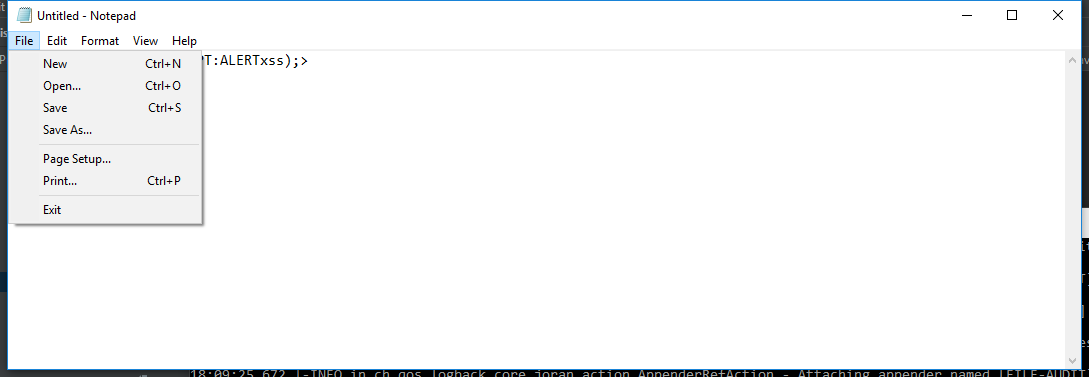 Untitled - Notepad
File Edit Format View Help
T:ALERTxss);>
New Ctrl+N
Open... Ctrl+O
Save Ctrl+S
Save As...
Page Setup...
Print... Ctrl+P
Exit
18:09:25,672 |-INFO in ch.qos.logback.core.joran.action.AppenderRefAction - Attaching appender named [FILE-AUDIT